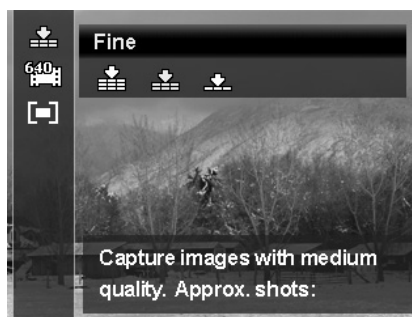 Fine
640
Capture images with medium
quality. Approx. shots: